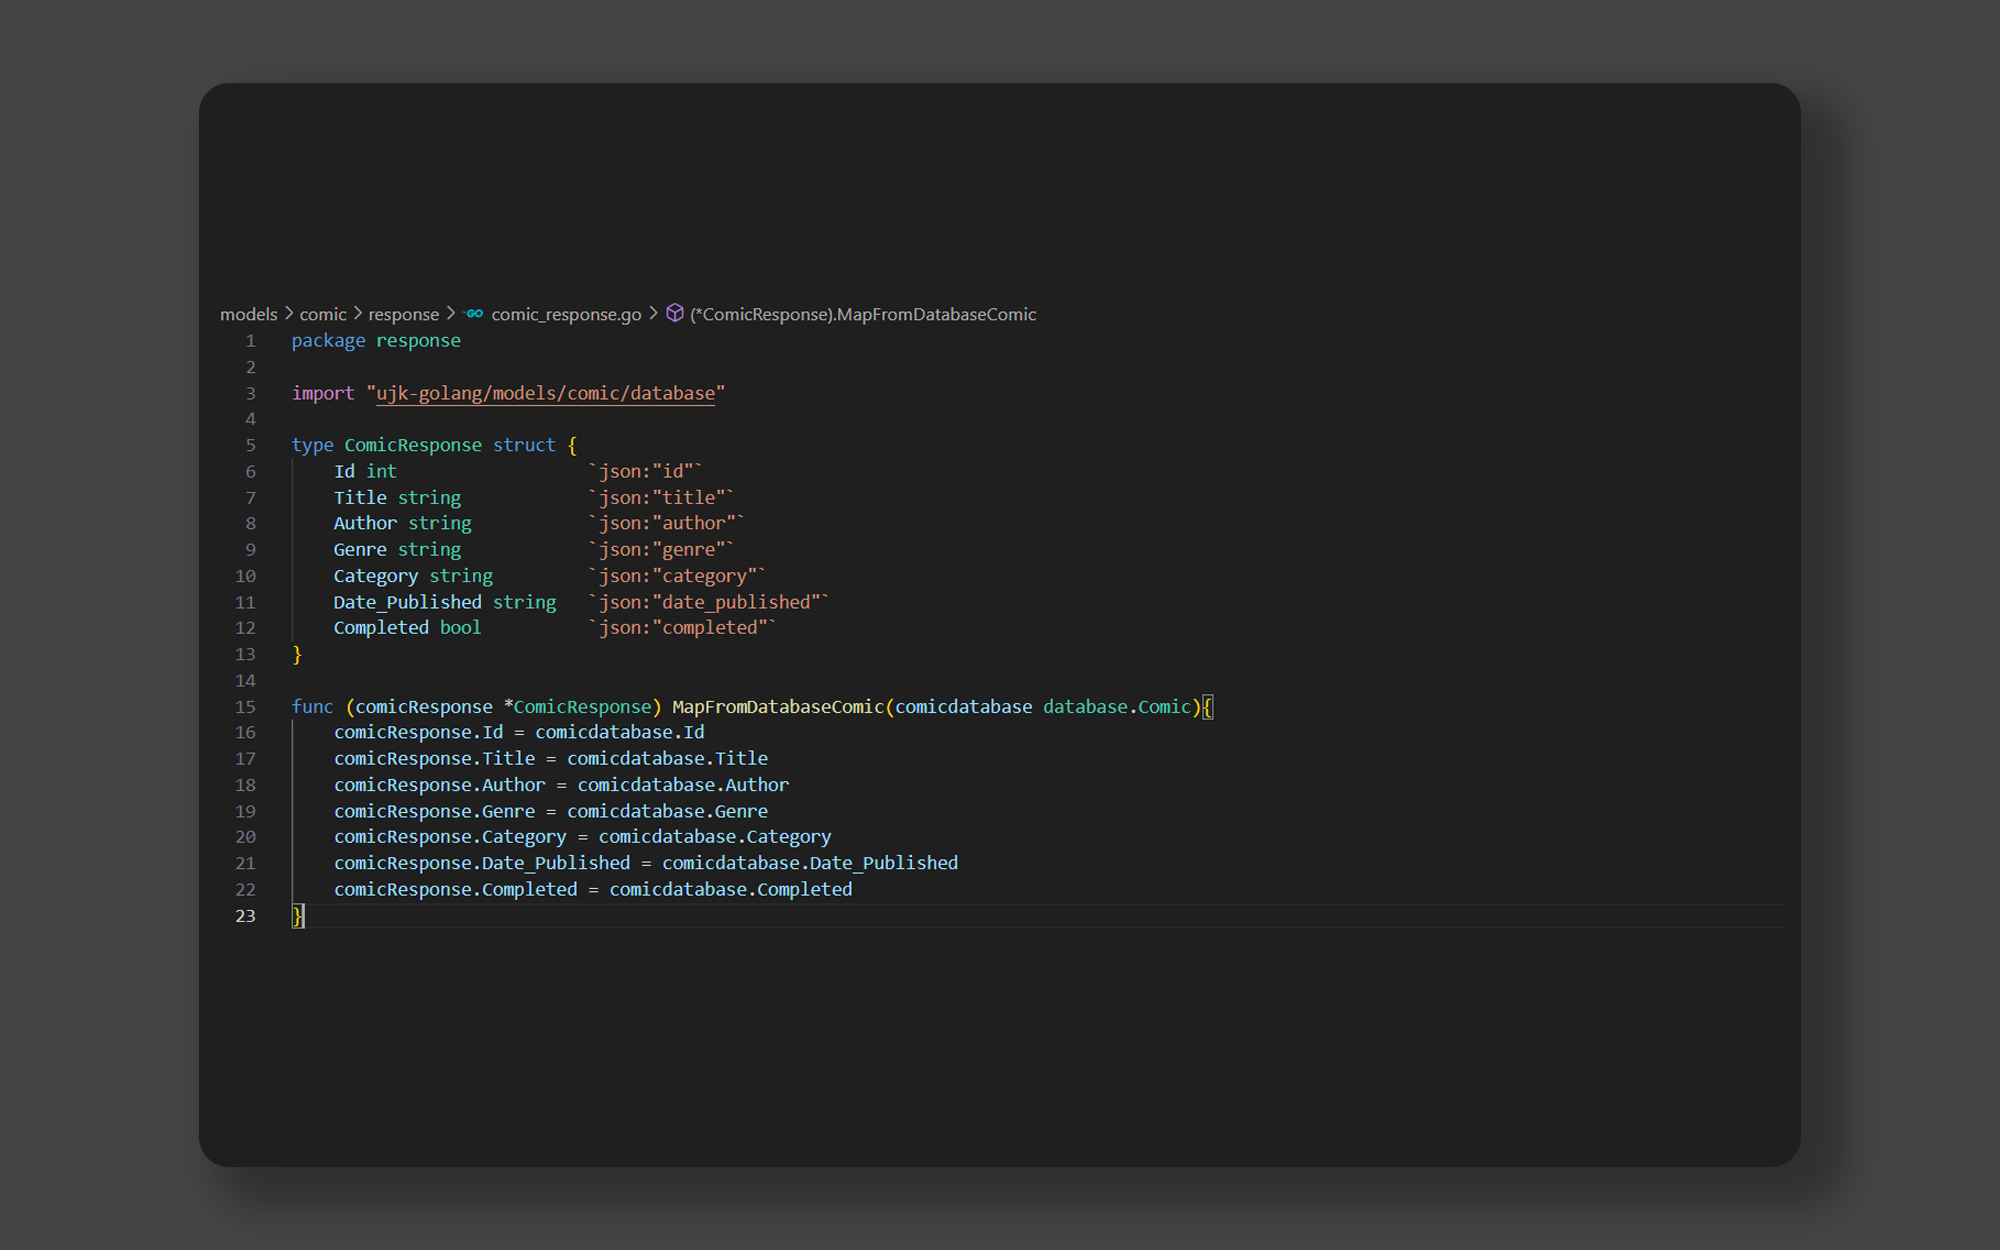 models > comic > response > GO comic_response.go > (*ComicResponse).MapFromDatabaseComic
1 package response
2
3 import "ujk-golang/models/comic/database"
4
5 type ComicResponse struct {
6     Id int                  `json:"id"`
7     Title string            `json:"title"`
8     Author string           `json:"author"`
9     Genre string            `json:"genre"`
10     Category string         `json:"category"`
11     Date_Published string   `json:"date_published"`
12     Completed bool          `json:"completed"`
13 }
14
15 func (comicResponse *ComicResponse) MapFromDatabaseComic(comicdatabase database.Comic){
16     comicResponse.Id = comicdatabase.Id
17     comicResponse.Title = comicdatabase.Title
18     comicResponse.Author = comicdatabase.Author
19     comicResponse.Genre = comicdatabase.Genre
20     comicResponse.Category = comicdatabase.Category
21     comicResponse.Date_Published = comicdatabase.Date_Published
22     comicResponse.Completed = comicdatabase.Completed
23 }